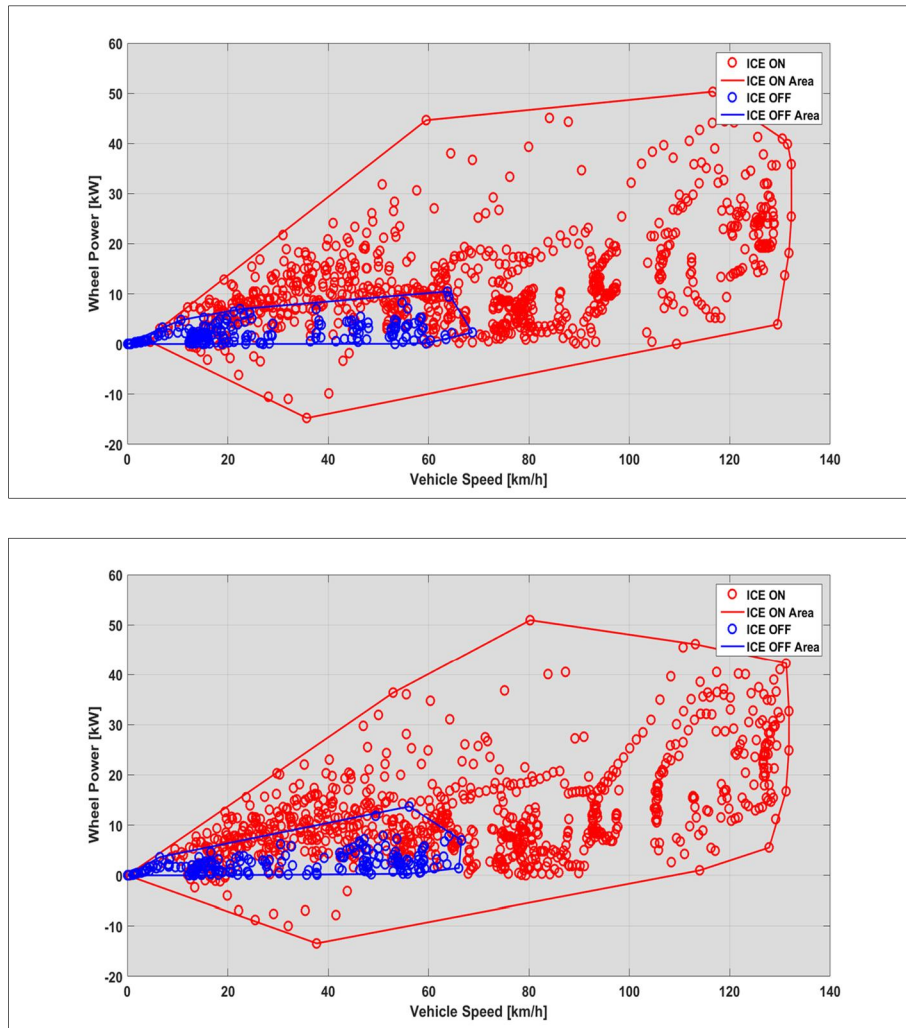 60
50
40
30
20
10
0
-10
-20
Wheel Power [kW]
0 20 40 60 80 100 120 140
Vehicle Speed [km/h]
ICE ON
ICE ON Area
ICE OFF
ICE OFF Area
60
50
40
30
20
10
0
-10
-20
Wheel Power [kW]
0 20 40 60 80 100 120 140
Vehicle Speed [km/h]
ICE ON
ICE ON Area
ICE OFF
ICE OFF Area